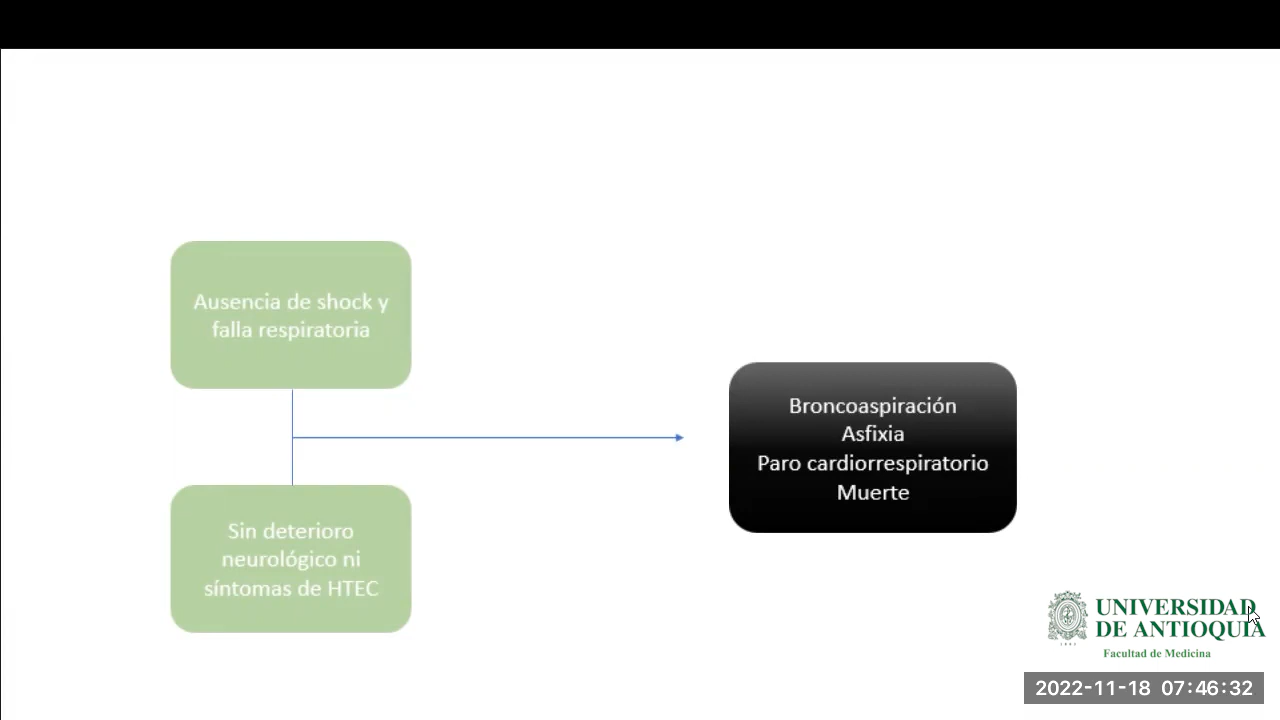 Ausencia de shock y
falla respiratoria
Sin deterioro
neurológico ni
síntomas de HTEC
Broncoaspiración
Asfixia
Paro cardiorrespiratorio
Muerte
UNIVERSIDAD
DE ANTIOQUIA
1803
Facultad de Medicina
2022-11-18 07:46:32